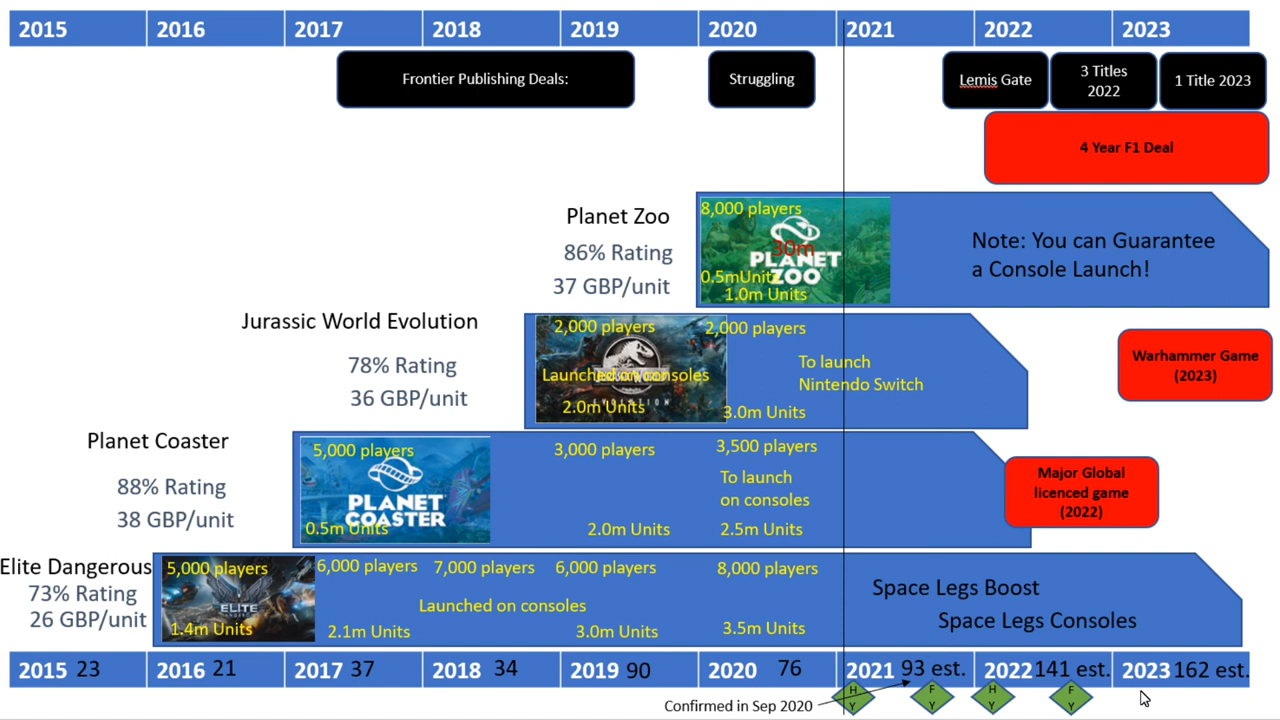 2015 2016 2017 2018 2019 2020 2021 2022 2023
Frontier Publishing Deals:
Struggling
Lemis Gate
3 Titles
2022
1 Title 2023
4 Year F1 Deal
Planet Zoo
86% Rating
37 GBP/unit
8,000 players
30m
PLANET
ZOO
0.5mUnits
1.0m Units
Note: You can Guarantee
a Console Launch!
Jurassic World Evolution
78% Rating
36 GBP/unit
2,000 players
Launched on consoles
EVOLUTION
2.0m Units
2,000 players
To launch
Nintendo Switch
3.0m Units
Warhammer Game
(2023)
Planet Coaster
88% Rating
38 GBP/unit
5,000 players
PLANET
COASTER
0.5m Units
3,000 players
2.0m Units
3,500 players
To launch
on consoles
2.5m Units
Major Global
licenced game
(2022)
Elite Dangerous
73% Rating
26 GBP/unit
5,000 players
ELITE
1.4m Units
6,000 players
7,000 players
6,000 players
8,000 players
Launched on consoles
2.1m Units
3.0m Units
3.5m Units
Space Legs Boost
Space Legs Consoles
2015 23 2016 21 2017 37 2018 34 2019 90 2020 76 2021 93 est. 2022 141 est. 2023 162 est.
Confirmed in Sep 2020
H
Y
F
Y
H
Y
F
Y